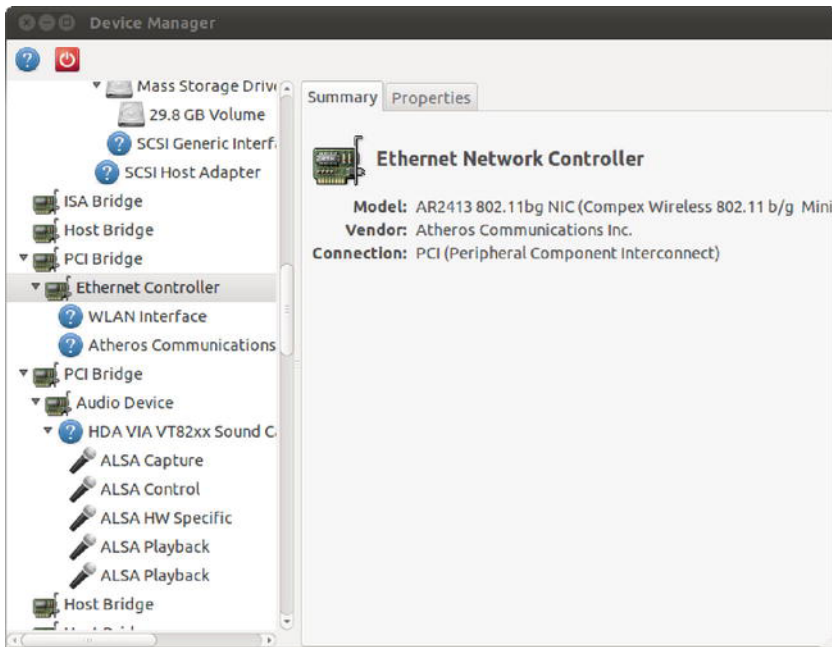 Device Manager
Mass Storage Drive
29.8 GB Volume
SCSI Generic Interf
SCSI Host Adapter
ISA Bridge
Host Bridge
PCI Bridge
Ethernet Controller
WLAN Interface
Atheros Communications
PCI Bridge
Audio Device
HDA VIA VT82xx Sound C
ALSA Capture
ALSA Control
ALSA HW Specific
ALSA Playback
ALSA Playback
Host Bridge
Summary Properties
Ethernet Network Controller
Model: AR2413 802.11bg NIC (Compex Wireless 802.11 b/g Mini
Vendor: Atheros Communications Inc.
Connection: PCI (Peripheral Component Interconnect)